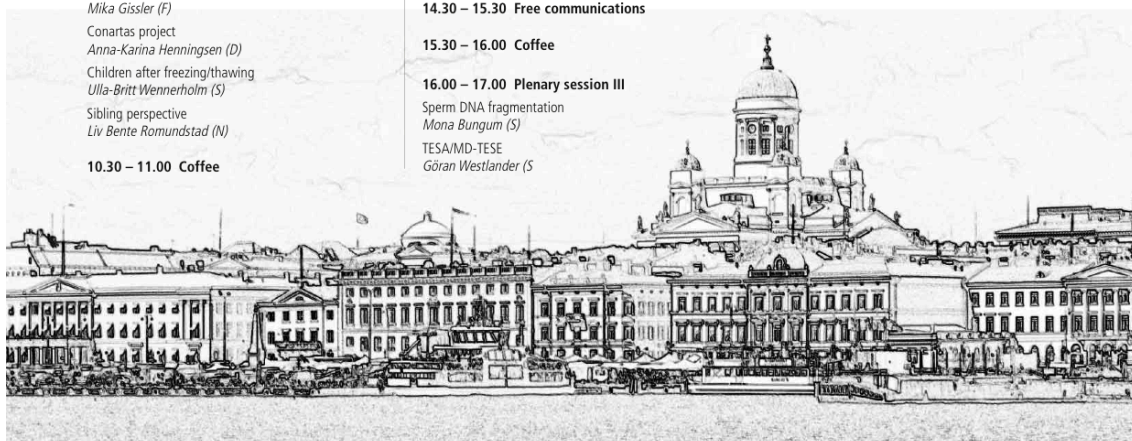 Mika Gissler (F)
Conartas project
Anna-Karina Henningsen (D)
Children after freezing/thawing
Ulla-Britt Wennerholm (S)
Sibling perspective
Liv Bente Romundstad (N)
10.30 – 11.00 Coffee
14.30 – 15.30 Free communications
15.30 – 16.00 Coffee
16.00 – 17.00 Plenary session III
Sperm DNA fragmentation
Mona Bungum (S)
TESA/MD-TESE
Göran Westlander (S